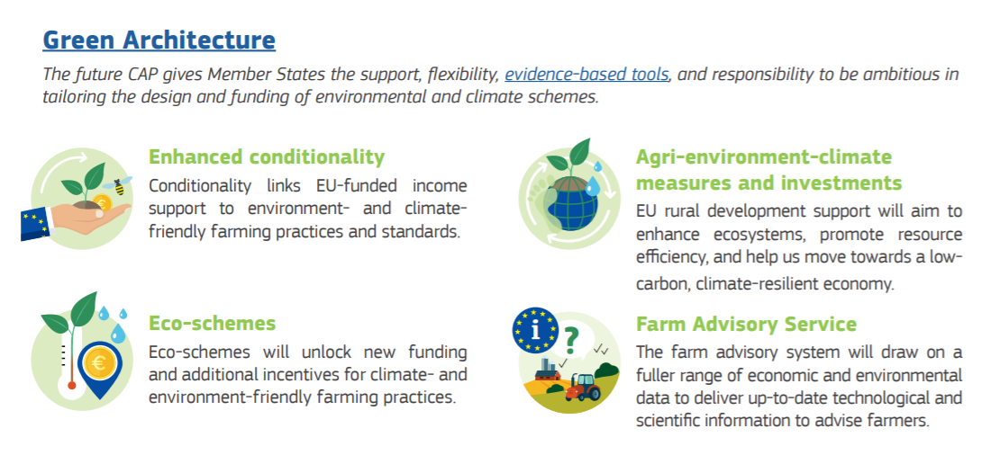 Green Architecture
The future CAP gives Member States the support, flexibility, evidence-based tools, and responsibility to be ambitious in
tailoring the design and funding of environmental and climate schemes.
Enhanced conditionality
Conditionality links EU-funded income
support to environment- and climate-
friendly farming practices and standards.
Agri-environment-climate
measures and investments
EU rural development support will aim to
enhance ecosystems, promote resource
efficiency, and help us move towards a low-
carbon, climate-resilient economy.
Eco-schemes
Eco-schemes will unlock new funding
and additional incentives for climate- and
environment-friendly farming practices.
i
?
Farm Advisory Service
The farm advisory system will draw on a
fuller range of economic and environmental
data to deliver up-to-date technological and
scientific information to advise farmers.